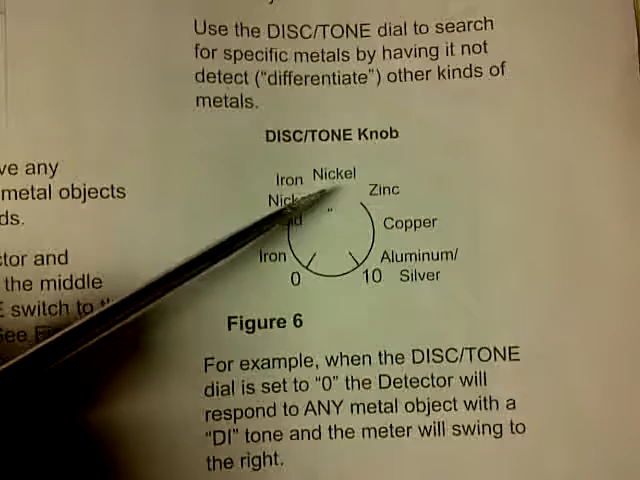 Use the DISC/TONE dial to search
for specific metals by having it not
detect ("differentiate") other kinds of
metals.
DISC/TONE Knob
Iron Nickel
Zinc
Copper
Iron
Aluminum/
Silver
0
10
Figure 6
For example, when the DISC/TONE
dial is set to "0" the Detector will
respond to ANY metal object with a
"DI" tone and the meter will swing to
the right.
ve any
metal objects
ds.
tor and
the middle
E switch to